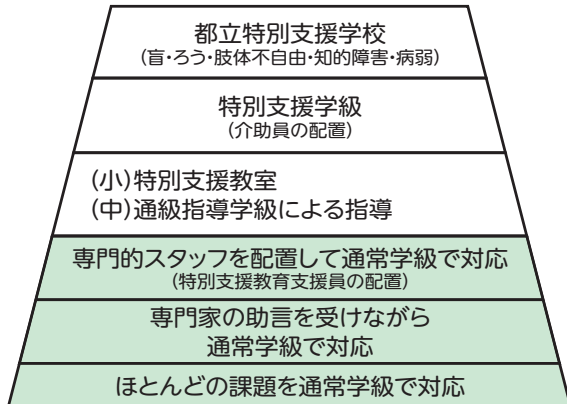 都立特別支援学校
(盲・ろう・肢体不自由・知的障害・病弱)
特別支援学級
(介助員の配置)
(小)特別支援教室
(中)通級指導学級による指導
専門的スタッフを配置して通常学級で対応
(特別支援教育支援員の配置)
専門家の助言を受けながら
通常学級で対応
ほとんどの課題を通常学級で対応